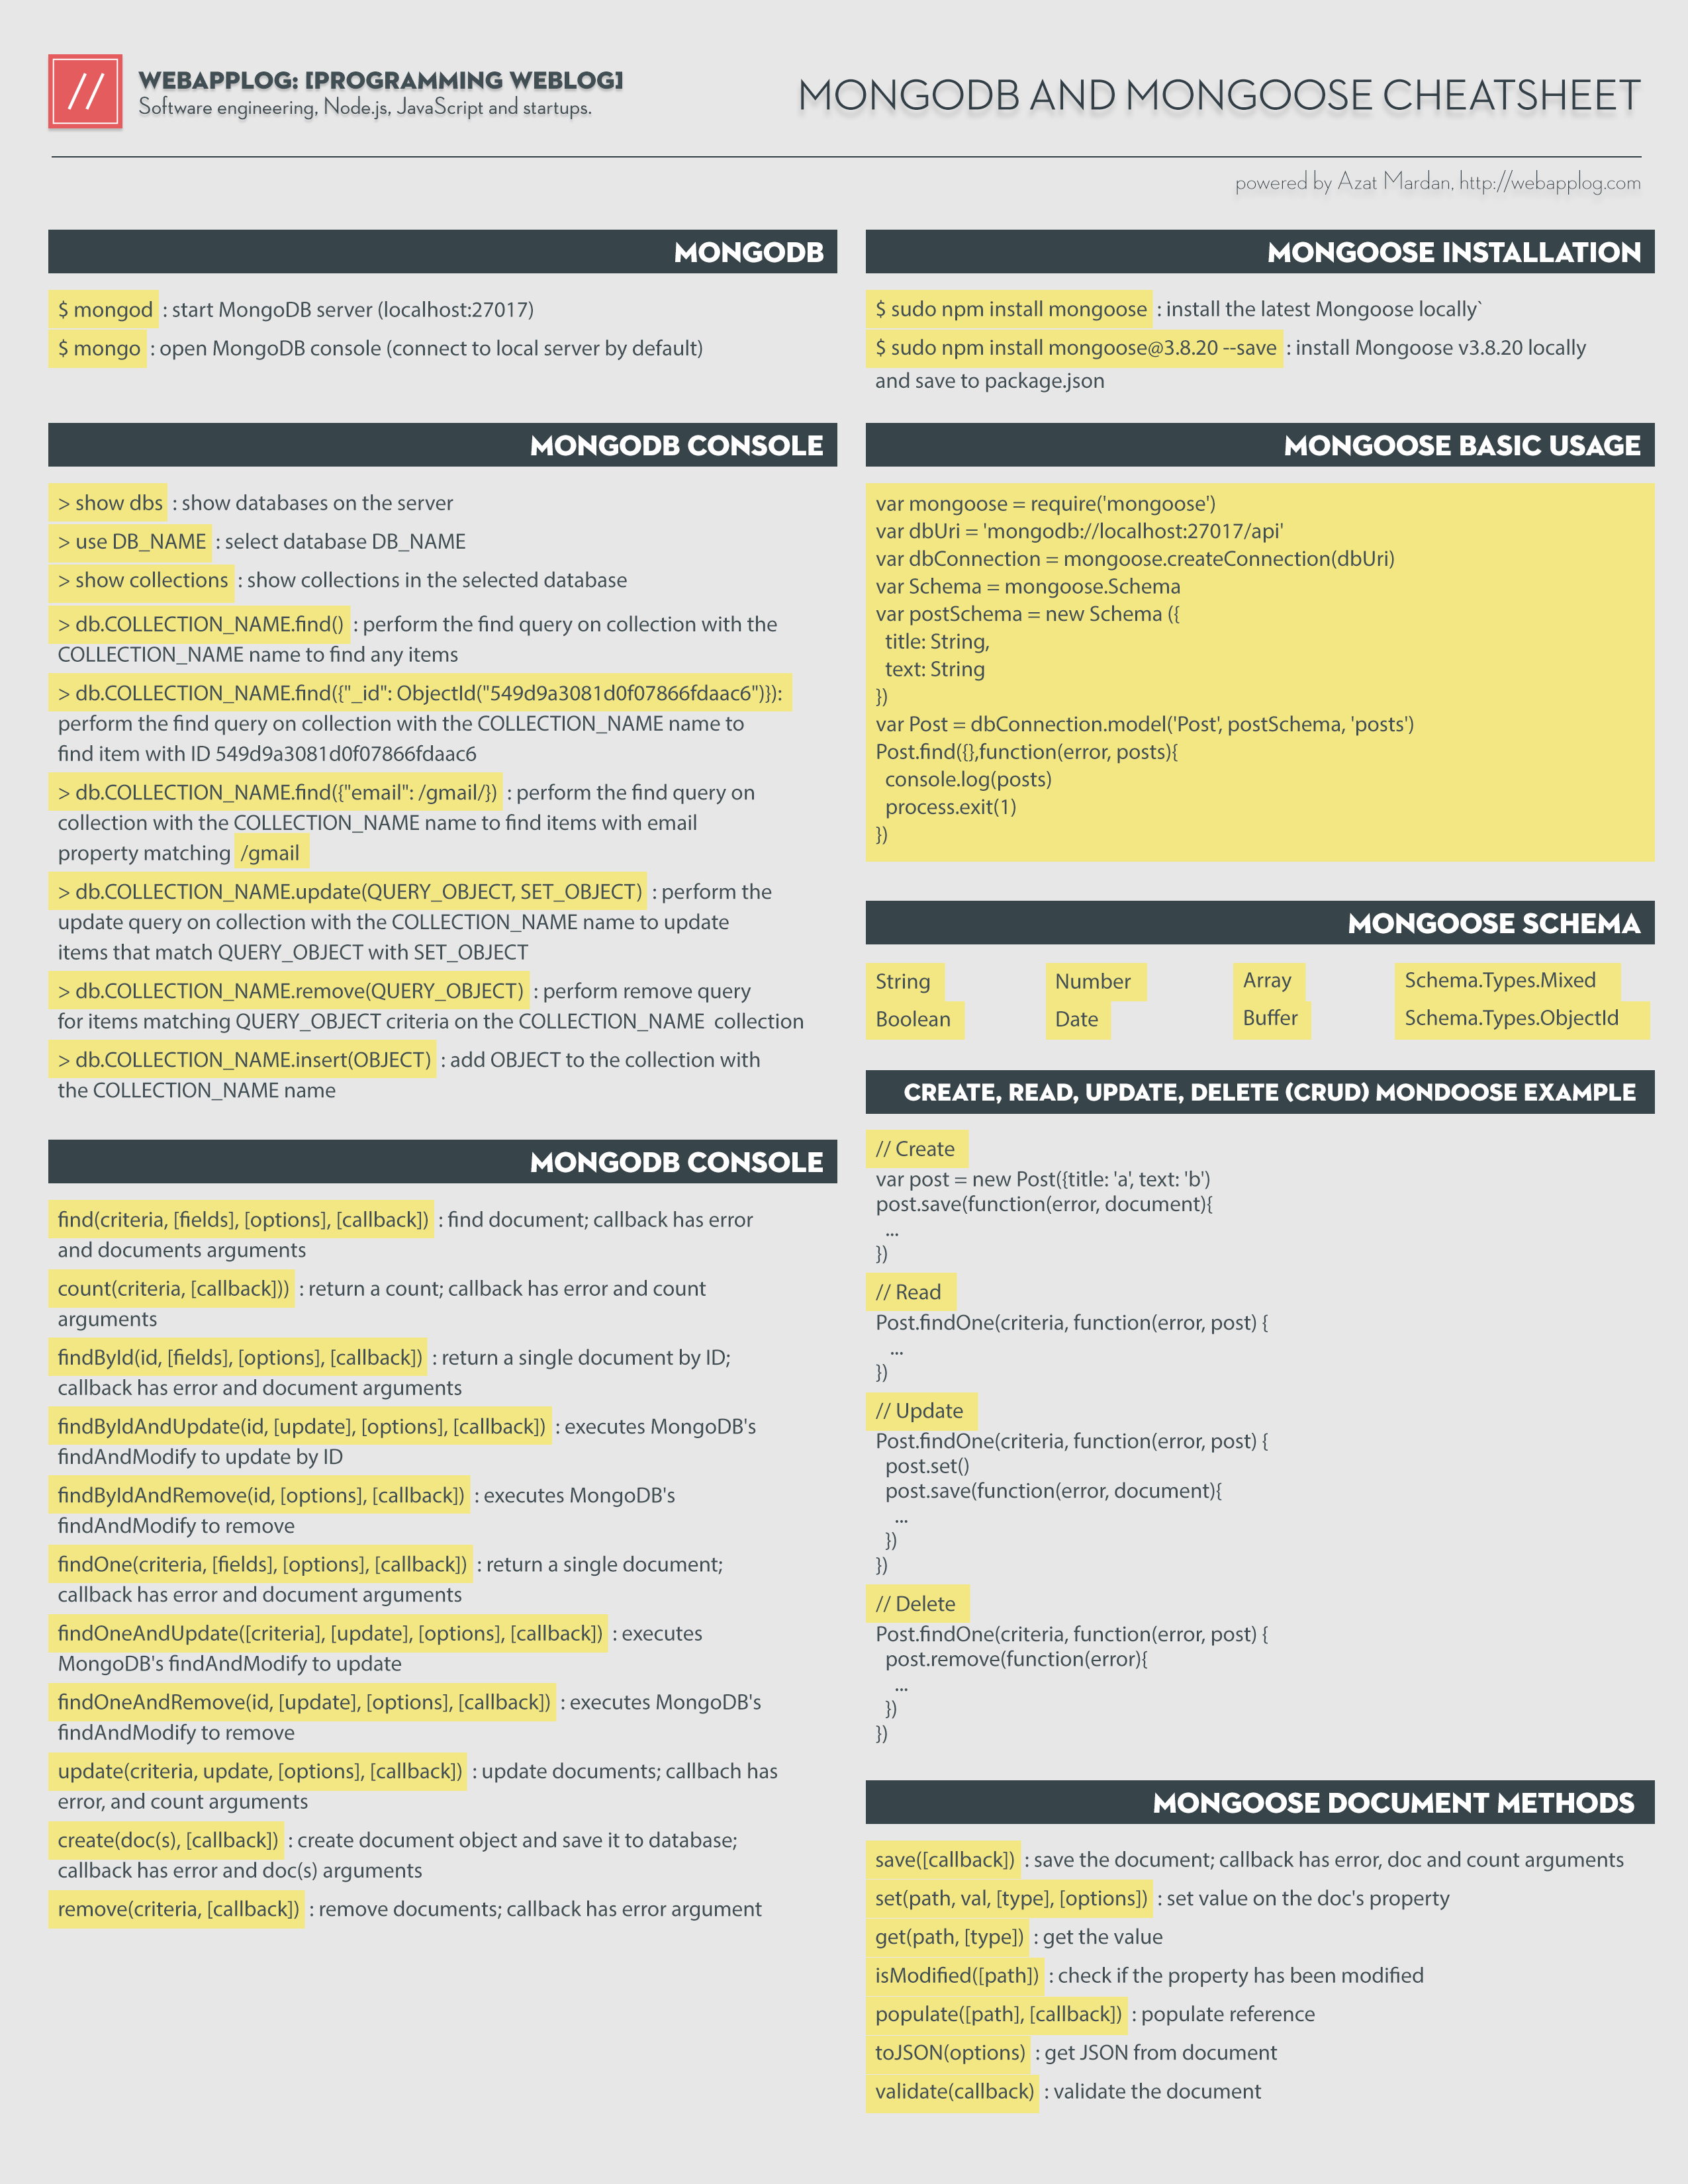 //
WEBAPPLOG: [PROGRAMMING WEBLOG]
Software engineering, Node.js, JavaScript and startups.
MONGODB AND MONGOOSE CHEATSHEET
powered by Azat Mardan, http://webapplog.com
MONGODB
$ mongod : start MongoDB server (localhost:27017)
$ mongo : open MongoDB console (connect to local server by default)
MONGODB CONSOLE
> show dbs : show databases on the server
> use DB_NAME : select database DB_NAME
> show collections : show collections in the selected database
> db.COLLECTION_NAME.find() : perform the find query on collection with the
COLLECTION_NAME name to find any items
> db.COLLECTION_NAME.find({"_id": ObjectId("549d9a3081d0f07866fdaac6")}):
perform the find query on collection with the COLLECTION_NAME name to
find item with ID 549d9a3081d0f07866fdaac6
> db.COLLECTION_NAME.find({"email": /gmail/}) : perform the find query on
collection with the COLLECTION_NAME name to find items with email
property matching /gmail
> db.COLLECTION_NAME.update(QUERY_OBJECT, SET_OBJECT) : perform the
update query on collection with the COLLECTION_NAME name to update
items that match QUERY_OBJECT with SET_OBJECT
> db.COLLECTION_NAME.remove(QUERY_OBJECT) : perform remove query
for items matching QUERY_OBJECT criteria on the COLLECTION_NAME collection
> db.COLLECTION_NAME.insert(OBJECT) : add OBJECT to the collection with
the COLLECTION_NAME name
MONGODB CONSOLE
find(criteria, [fields], [options], [callback]) : find document; callback has error
and documents arguments
count(criteria, [callback])) : return a count; callback has error and count
arguments
findById(id, [fields], [options], [callback]) : return a single document by ID;
callback has error and document arguments
findByIdAndUpdate(id, [update], [options], [callback]) : executes MongoDB's
findAndModify to update by ID
findByIdAndRemove(id, [options], [callback]) : executes MongoDB's
findAndModify to remove
findOne(criteria, [fields], [options], [callback]) : return a single document;
callback has error and document arguments
findOneAndUpdate([criteria], [update], [options], [callback]) : executes
MongoDB's findAndModify to update
findOneAndRemove(id, [update], [options], [callback]) : executes MongoDB's
findAndModify to remove
update(criteria, update, [options], [callback]) : update documents; callbach has
error, and count arguments
create(doc(s), [callback]) : create document object and save it to database;
callback has error and doc(s) arguments
remove(criteria, [callback]) : remove documents; callback has error argument
MONGOOSE INSTALLATION
$ sudo npm install mongoose : install the latest Mongoose locally`
$ sudo npm install mongoose@3.8.20 --save : install Mongoose v3.8.20 locally
and save to package.json
MONGOOSE BASIC USAGE
var mongoose = require('mongoose')
var dbUri = 'mongodb://localhost:27017/api'
var dbConnection = mongoose.createConnection(dbUri)
var Schema = mongoose.Schema
var postSchema = new Schema ({
title: String,
text: String
})
var Post = dbConnection.model('Post', postSchema, 'posts')
Post.find({},function(error, posts){
console.log(posts)
process.exit(1)
})
MONGOOSE SCHEMA
String Number Array Schema.Types.Mixed
Boolean Date Buffer Schema.Types.ObjectId
CREATE, READ, UPDATE, DELETE (CRUD) MONDOOSE EXAMPLE
// Create
var post = new Post({title: 'a', text: 'b')
post.save(function(error, document){
...
})
// Read
Post.findOne(criteria, function(error, post) {
...
})
// Update
Post.findOne(criteria, function(error, post) {
post.set()
post.save(function(error, document){
...
})
})
// Delete
Post.findOne(criteria, function(error, post) {
post.remove(function(error){
...
})
})
MONGOOSE DOCUMENT METHODS
save([callback]) : save the document; callback has error, doc and count arguments
set(path, val, [type], [options]) : set value on the doc's property
get(path, [type]) : get the value
isModified([path]) : check if the property has been modified
populate([path], [callback]) : populate reference
toJSON(options) : get JSON from document
validate(callback) : validate the document